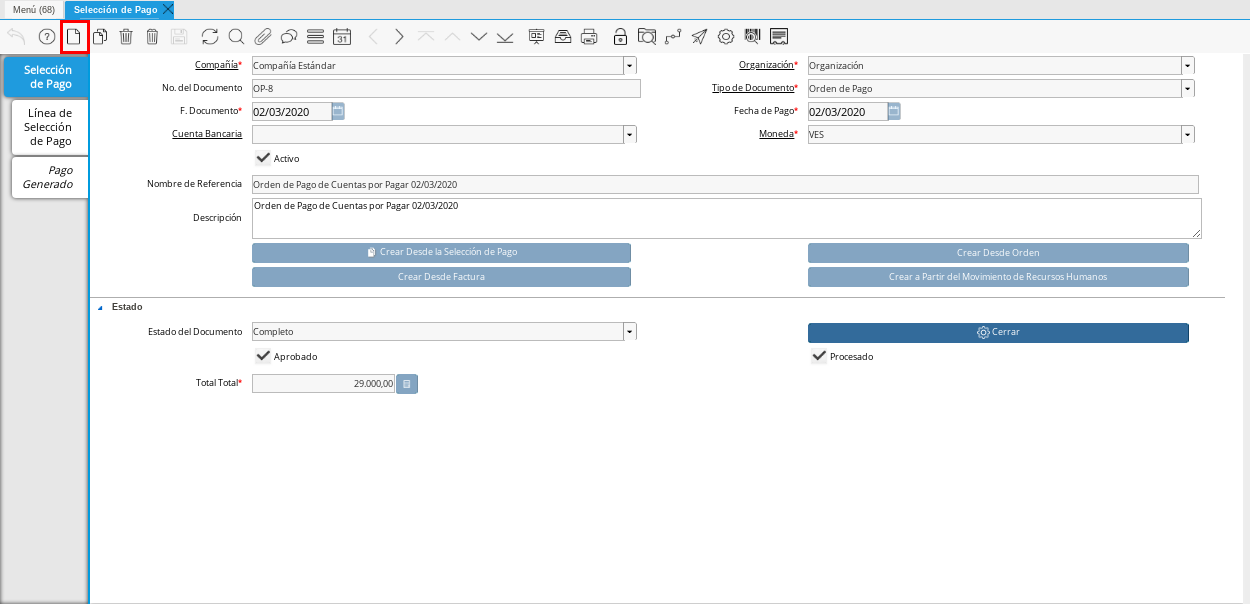 Menú (68)
Selección de Pago
31
Selección
de Pago
Línea de
Selección
de Pago
Pago
Generado
Compañía*
Compañía Estándar
Organización*
Organización
No. del Documento
OP-8
Tipo de Documento*
Orden de Pago
F. Documento*
02/03/2020
Fecha de Pago*
02/03/2020
Cuenta Bancaria
Moneda*
VES
Activo
Nombre de Referencia
Orden de Pago de Cuentas por Pagar 02/03/2020
Descripción
Orden de Pago de Cuentas por Pagar 02/03/2020
Crear Desde la Selección de Pago
Crear Desde Orden
Crear Desde Factura
Crear a Partir del Movimiento de Recursos Humanos
Estado
Estado del Documento
Completo
Cerrar
Aprobado
Procesado
Total Total*
29.000,00